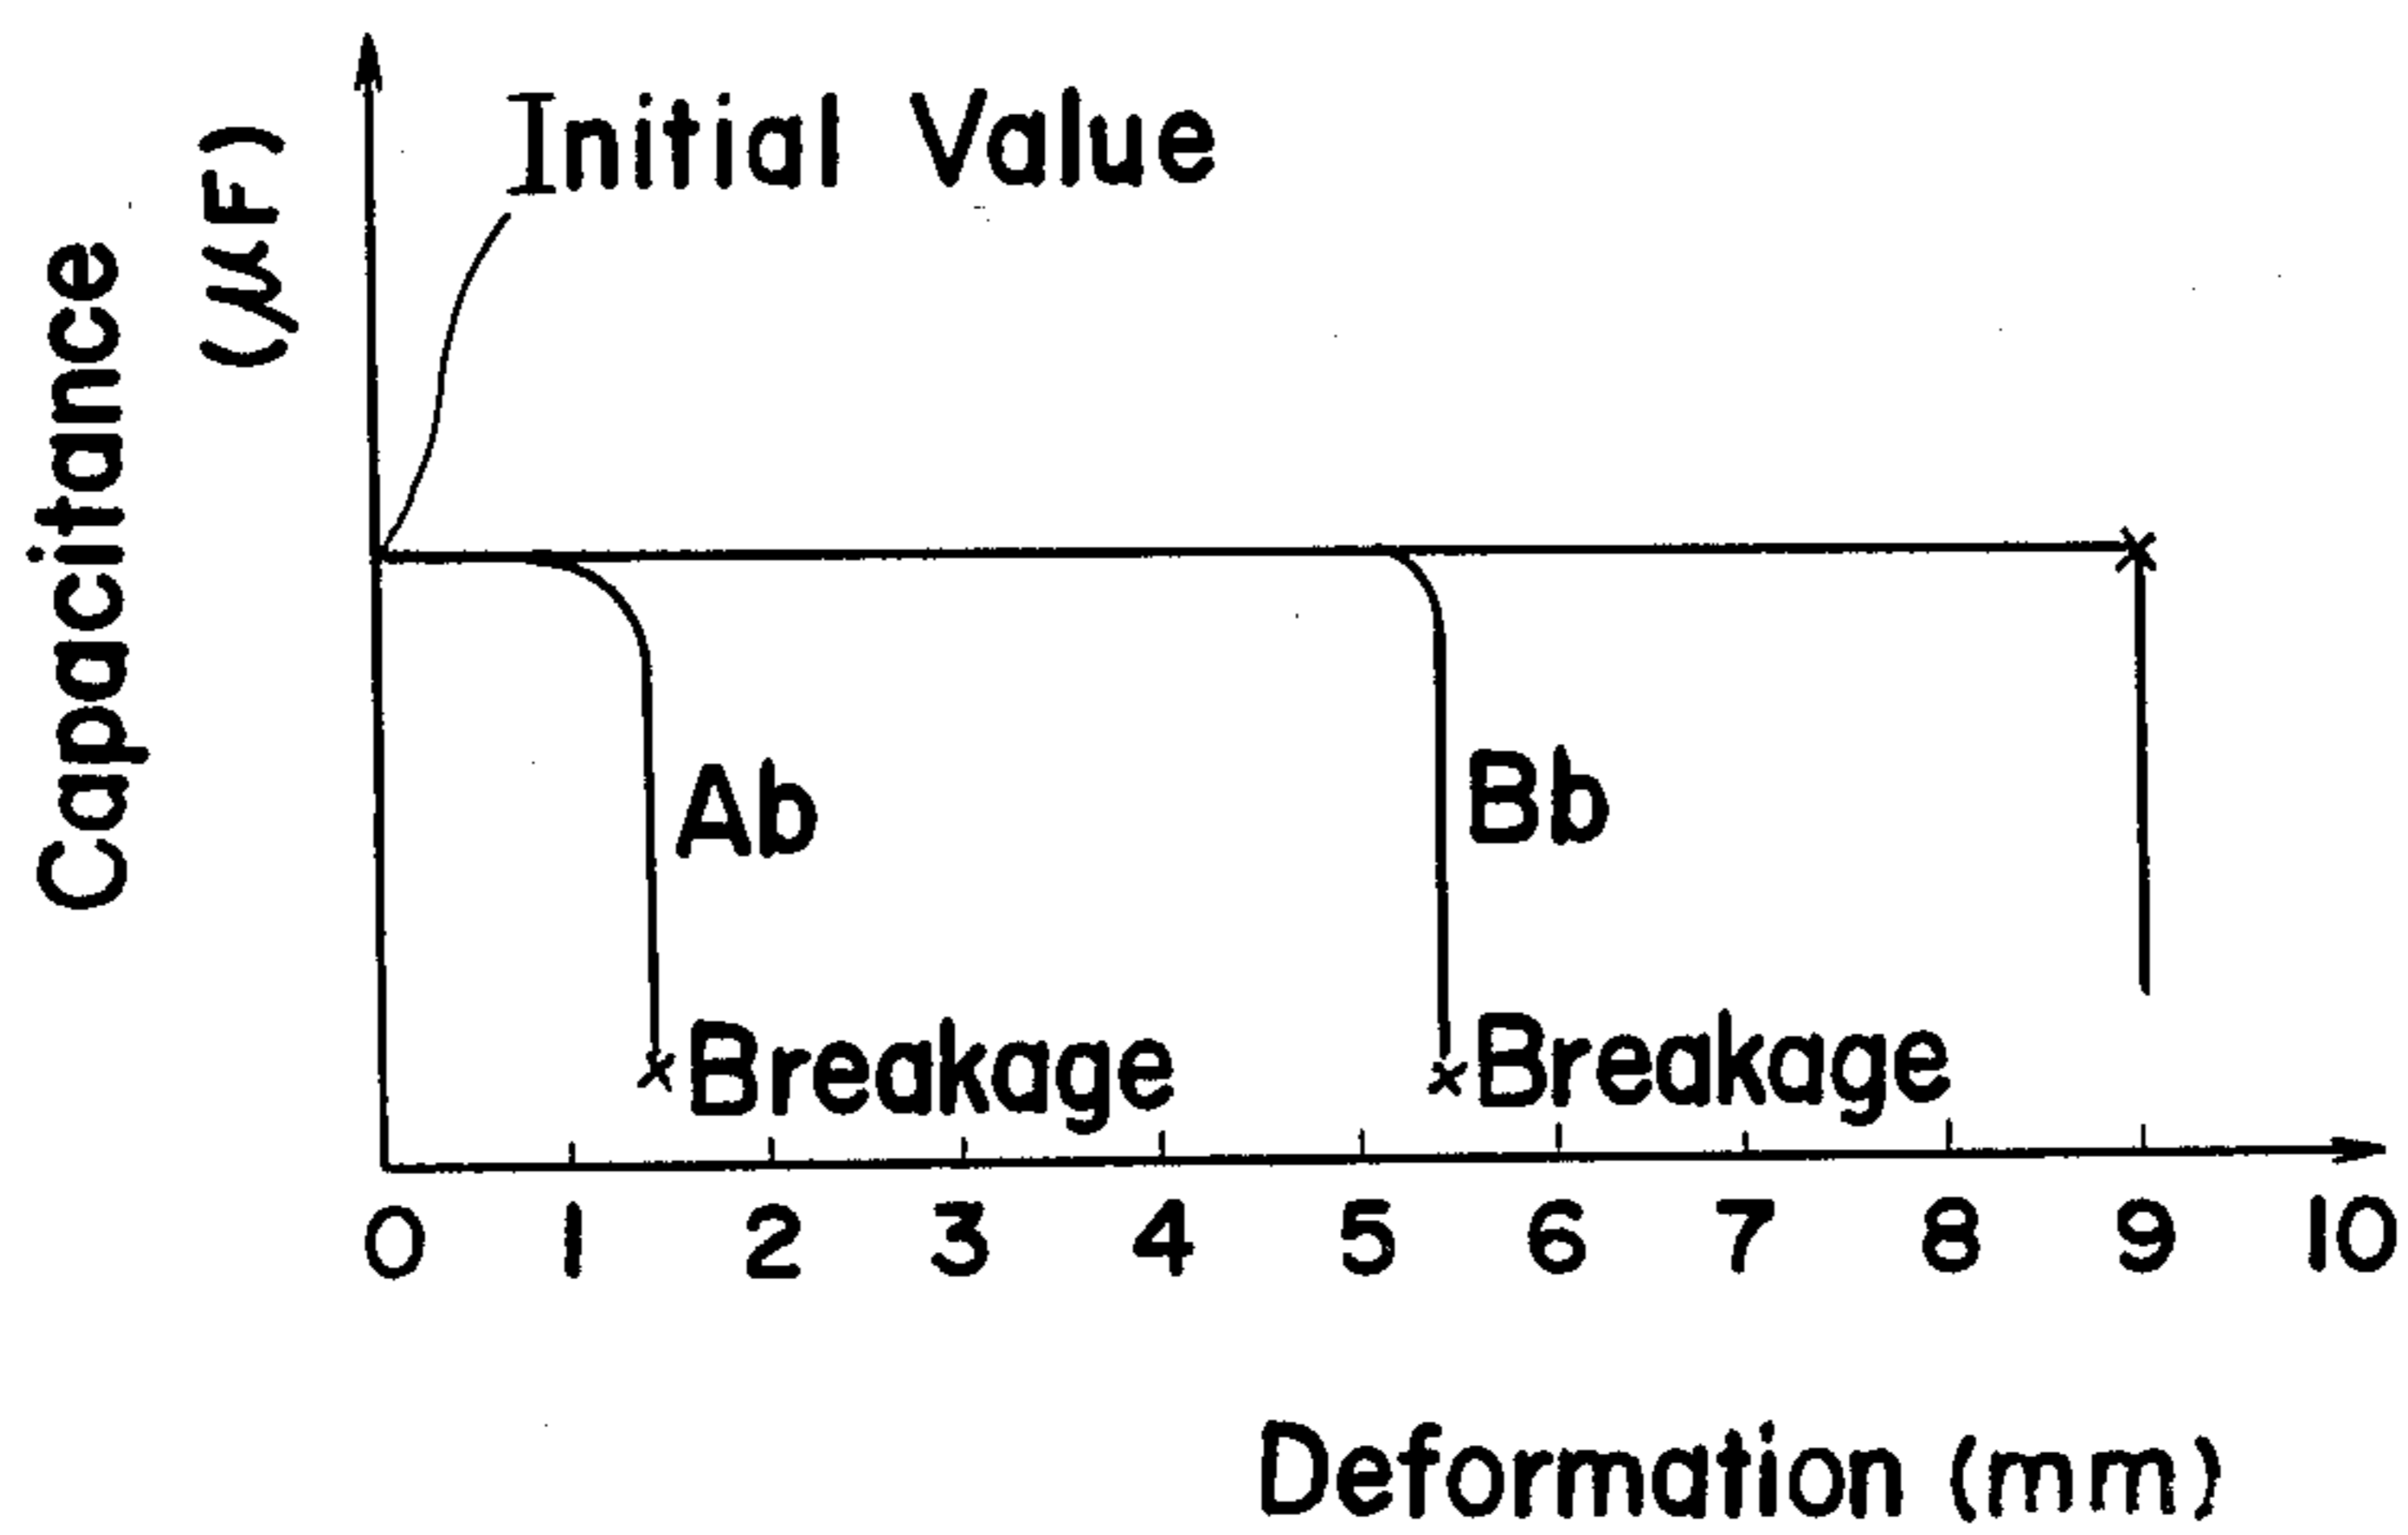 Initial Value
Capacitance
(μF)
Ab
Bb
Breakage
Breakage
0 1 2 3 4 5 6 7 8 9 10
Deformation (mm)